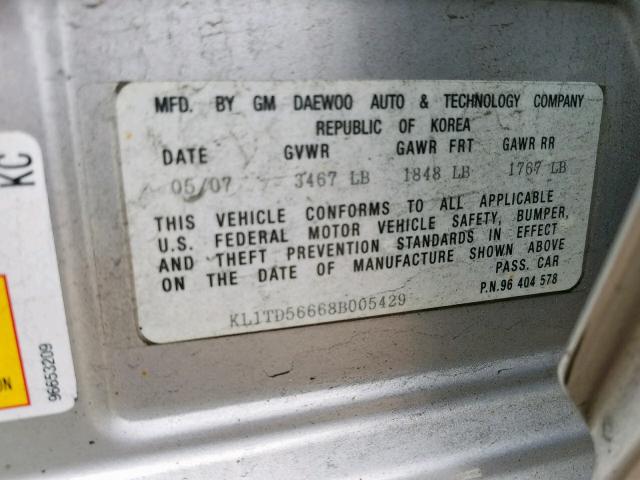 MFD. BY GM DAEWOO AUTO & TECHNOLOGY COMPANY
REPUBLIC OF KOREA
DATE GVWR GAWR FRT GAWR RR
05/07 3467 LB 1848 LB 1767 LB
THIS VEHICLE CONFORMS TO ALL APPLICABLE
U.S. FEDERAL MOTOR VEHICLE SAFETY, BUMPER,
AND THEFT PREVENTION STANDARDS IN EFFECT
ON THE DATE OF MANUFACTURE SHOWN ABOVE
PASS. CAR
P.N.96 404 578
KL1TD56668B005429
KC
96653209
ON